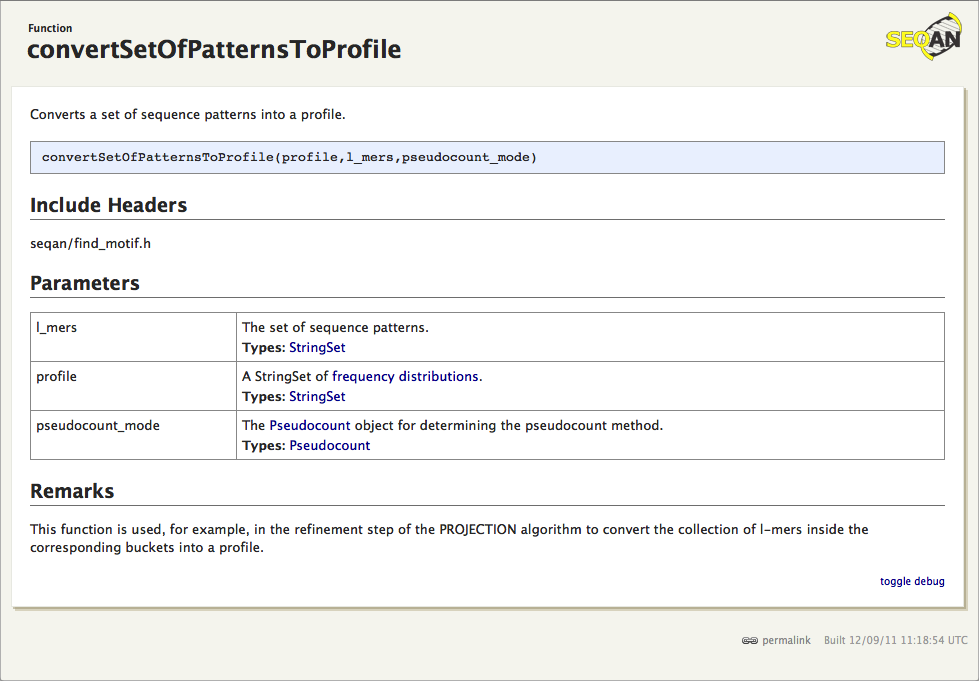 Function
convertSetOfPatternsToProfile
SEQAN
Converts a set of sequence patterns into a profile.
convertSetOfPatternsToProfile(profile,l_mers,pseudocount_mode)
Include Headers
seqan/find_motif.h
Parameters
l_mers
The set of sequence patterns.
Types: StringSet
profile
A StringSet of frequency distributions.
Types: StringSet
pseudocount_mode
The Pseudocount object for determining the pseudocount method.
Types: Pseudocount
Remarks
This function is used, for example, in the refinement step of the PROJECTION algorithm to convert the collection of l-mers inside the
corresponding buckets into a profile.
toggle debug
permalink Built 12/09/11 11:18:54 UTC